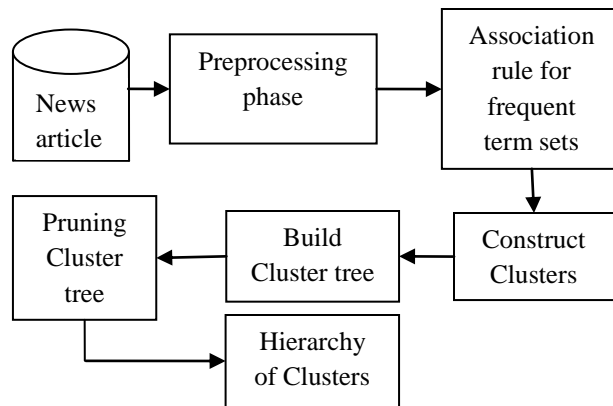 News
article
Preprocessing
phase
Association
rule for
frequent
term sets
Pruning
Cluster
tree
Build
Cluster tree
Construct
Clusters
Hierarchy
of Clusters